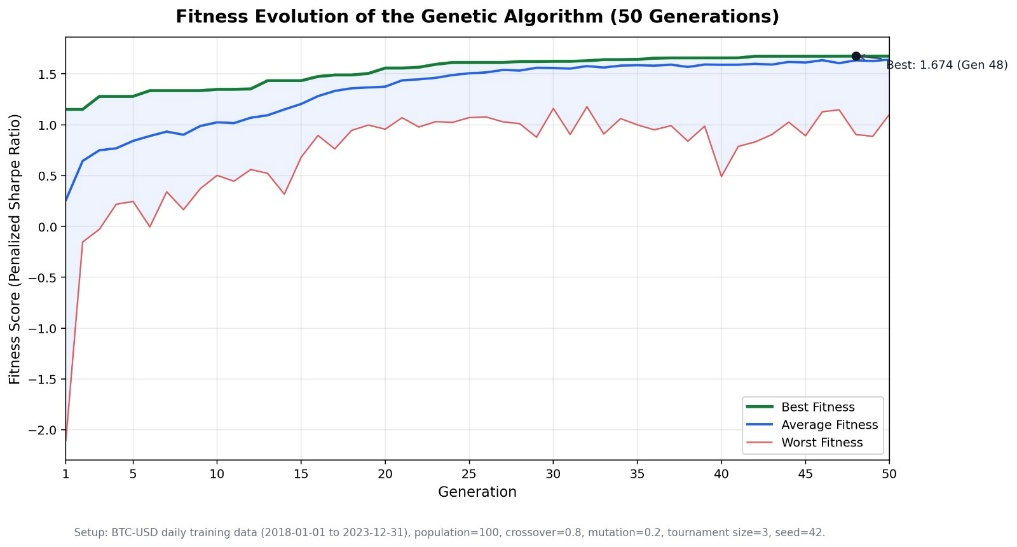 Fitness Evolution of the Genetic Algorithm (50 Generations)
Fitness Score (Penalized Sharpe Ratio)
1.5
1.0
0.5
0.0
−0.5
−1.0
−1.5
−2.0
Best: 1.674 (Gen 48)
Best Fitness
Average Fitness
Worst Fitness
1 5 10 15 20 25 30 35 40 45 50
Generation
Setup: BTC-USD daily training data (2018-01-01 to 2023-12-31), population=100, crossover=0.8, mutation=0.2, tournament size=3, seed=42.